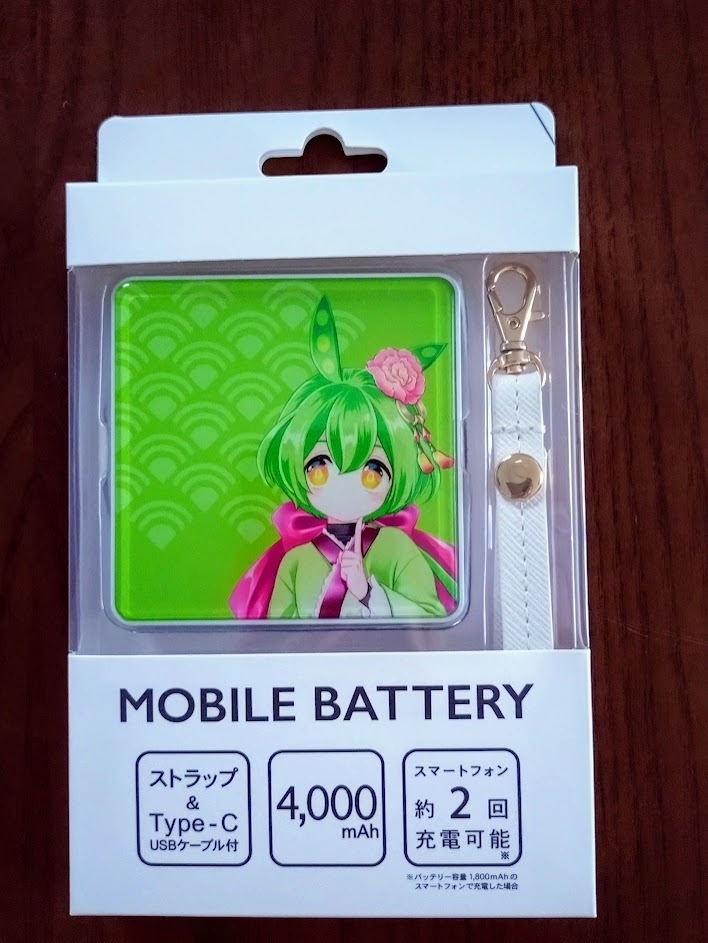 MOBILE BATTERY
ストラップ
&
Type-C
USBケーブル付
4,000
mAh
スマートフォン
約2回
充電可能
※
※バッテリー容量1,800mAhの
スマートフォンで充電した場合